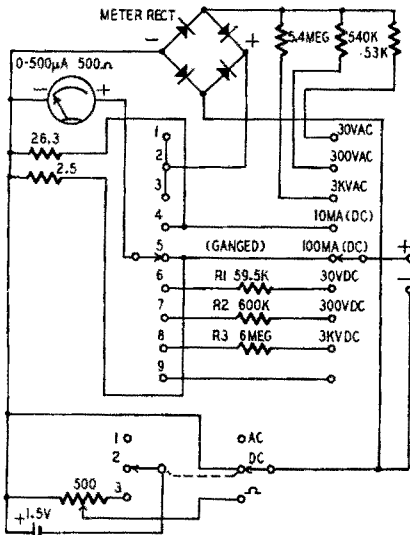 METER RECT
- +
5.4MEG 540K .53K
0-500μA 500Ω
- +
26.3
2.5
1 30VAC
2 300VAC
3 3KVAC
4 10MA (DC)
5 (GANGED) 100MA (DC) +
6 R1 59.5K 30VDC -
7 R2 600K 300VDC
8 R3 6MEG 3KVDC
9
1 AC
2 DC
500 3 Ω
+ 1.5V